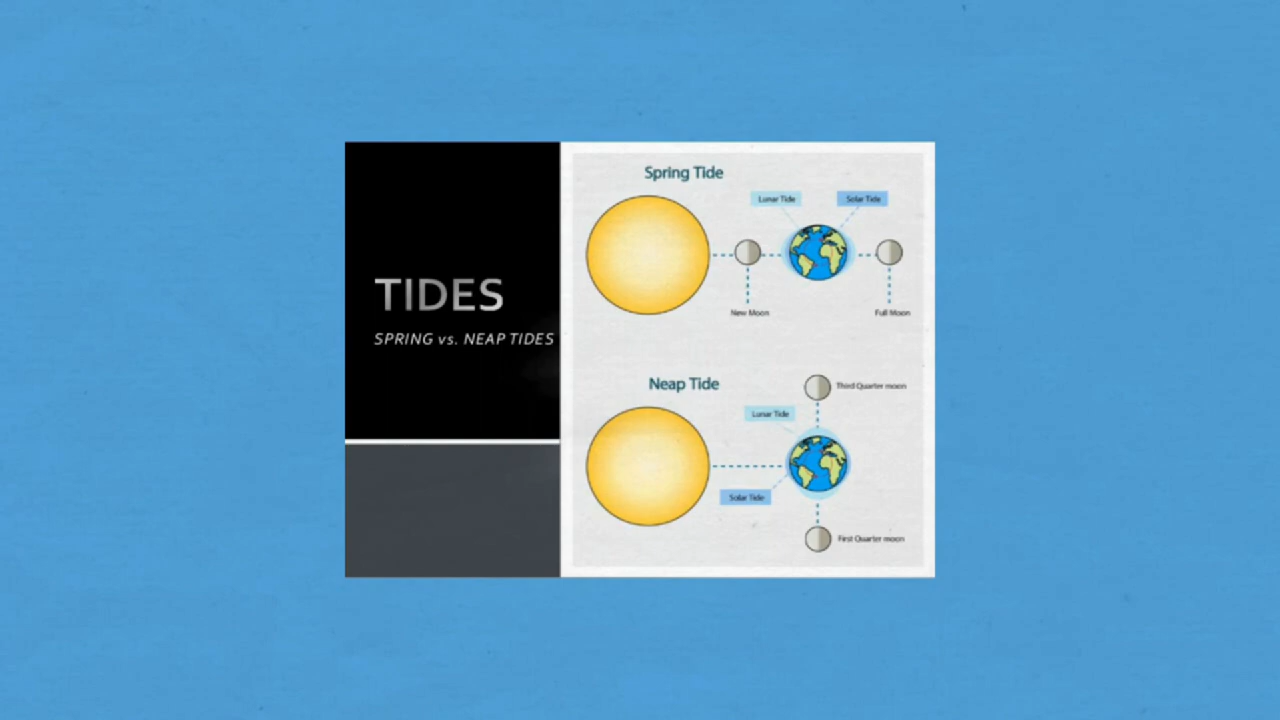 TIDES
SPRING vs. NEAP TIDES
Spring Tide
Lunar Tide
Solar Tide
New Moon
Full Moon
Neap Tide
Third Quarter moon
Lunar Tide
Solar Tide
First Quarter moon